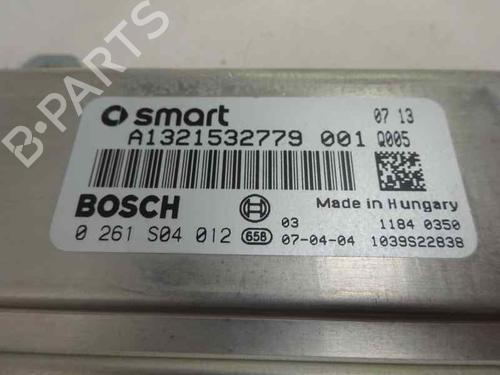 smart 07 13
A1321532779 001 Q005
BOSCH Made in Hungary
03 1184 0350
0 261 S04 012 658 07-04-04 1039S22838
B-PARTS